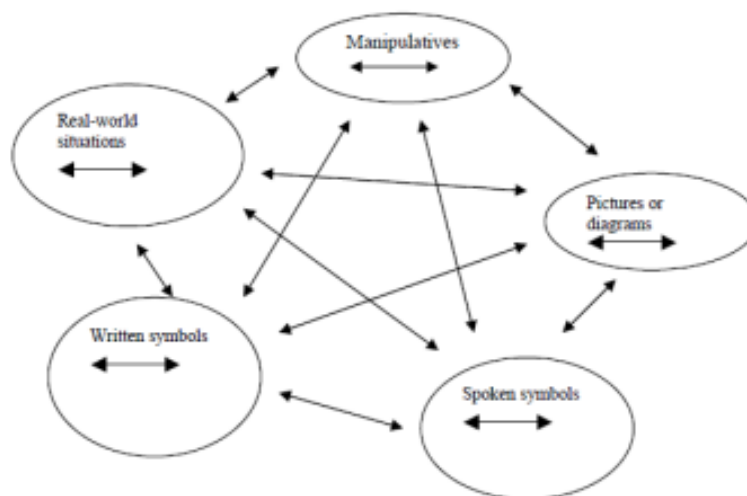 Manipulatives
Real-world
situations
Pictures or
diagrams
Written symbols
Spoken symbols